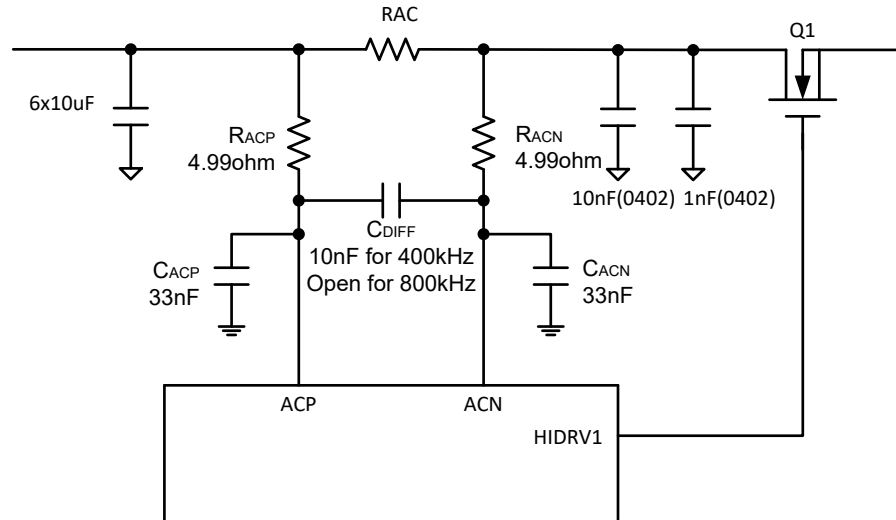 RAC
Q1
6x10uF
RACP
4.99ohm
RACN
4.99ohm
10nF(0402)
1nF(0402)
CDIFF
10nF for 400kHz
Open for 800kHz
CACP
33nF
CACN
33nF
ACP
ACN
HIDRV1